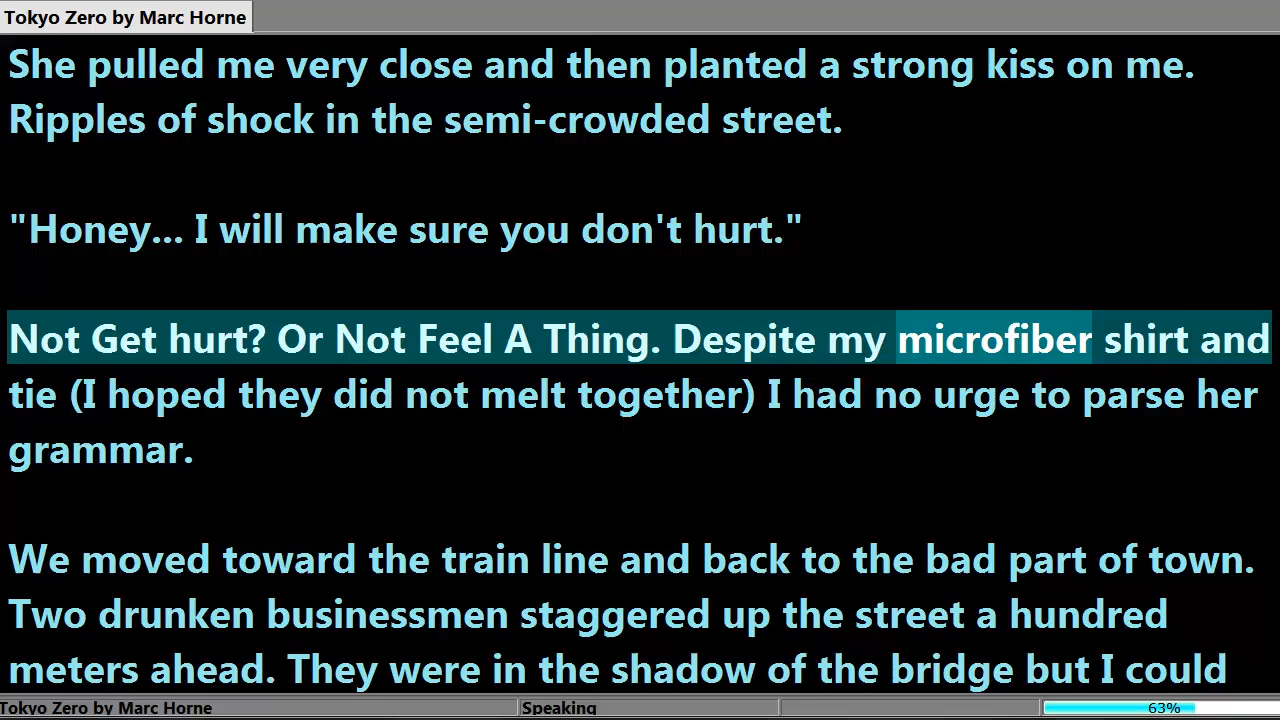 Tokyo Zero by Marc Horne
She pulled me very close and then planted a strong kiss on me.
Ripples of shock in the semi-crowded street.
"Honey... I will make sure you don't hurt."
Not Get hurt? Or Not Feel A Thing. Despite my microfiber shirt and
tie (I hoped they did not melt together) I had no urge to parse her
grammar.
We moved toward the train line and back to the bad part of town.
Two drunken businessmen staggered up the street a hundred
meters ahead. They were in the shadow of the bridge but I could
Tokyo Zero by Marc Horne Speaking 63%